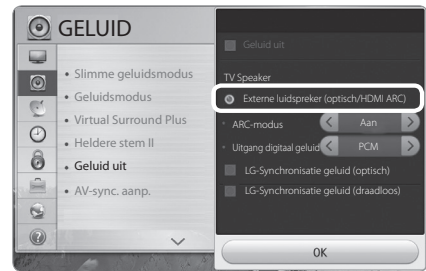 GELUID
Slimme geluidsmodus
Geluidsmodus
Virtual Surround Plus
Heldere stem II
Geluid uit
AV-sync. aanp.
Geluid uit
TV Speaker
Externe luidspreker (optisch/HDMI ARC)
ARC-modus Aan
Uitgang digitaal geluid PCM
LG-Synchronisatie geluid (optisch)
LG-Synchronisatie geluid (draadloos)
OK